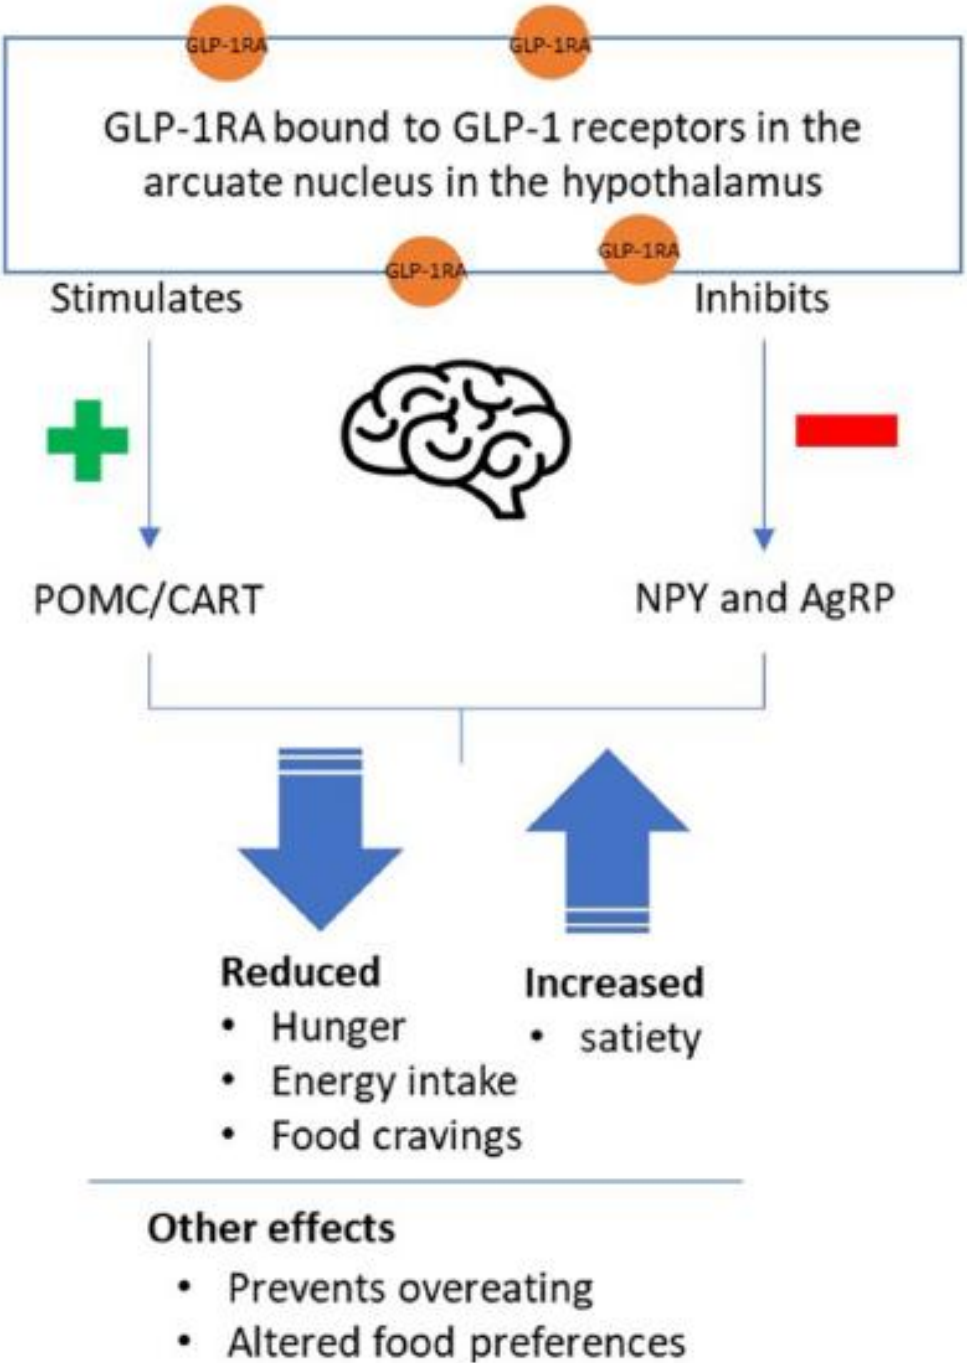 GLP-1RA
GLP-1RA
GLP-1RA bound to GLP-1 receptors in the
arcuate nucleus in the hypothalamus
GLP-1RA
GLP-1RA
Stimulates
Inhibits
POMC/CART
NPY and AgRP
Reduced
• Hunger
• Energy intake
• Food cravings
Increased
• satiety
Other effects
• Prevents overeating
• Altered food preferences